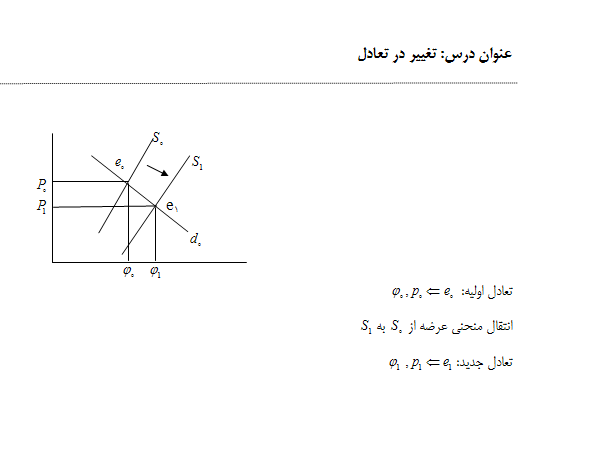 عنوان درس: تغییر در تعادل
S₀
e₀
S₁
P₀
P₁
e۱
d₀
φ₀
φ₁
تعادل اولیه: φ₀, p₀ ⇐ e₀
انتقال منحنی عرضه از S₀ به S₁
تعادل جدید: φ₁ , p₁ ⇐ e₁